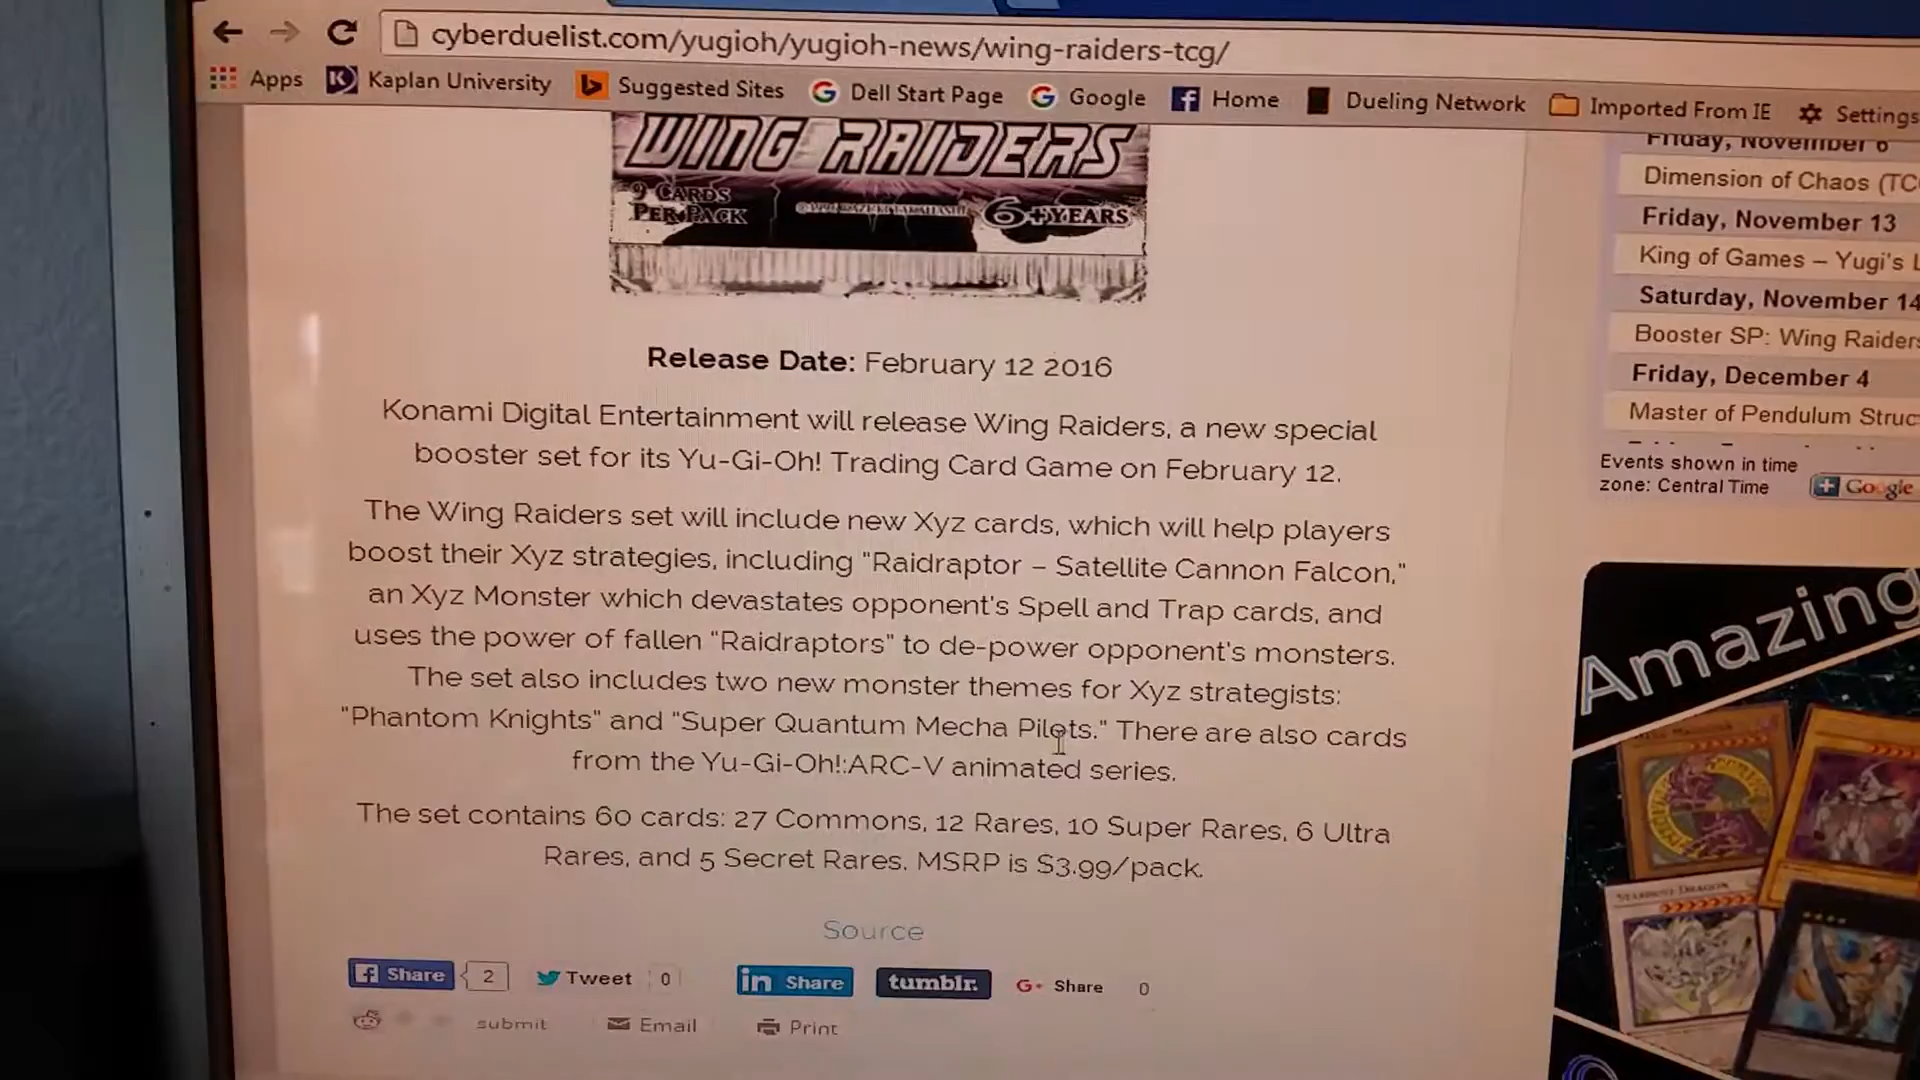 cyberduelist.com/yugioh/yugioh-news/wing-raiders-tcg/
Apps Kaplan University Suggested Sites Dell Start Page Google Home Dueling Network Imported From IE Settings
WING RAIDERS
9 CARDS
PER PACK
6+YEARS
Release Date: February 12 2016
Konami Digital Entertainment will release Wing Raiders, a new special
booster set for its Yu-Gi-Oh! Trading Card Game on February 12.
The Wing Raiders set will include new Xyz cards, which will help players
boost their Xyz strategies, including "Raidraptor – Satellite Cannon Falcon,"
an Xyz Monster which devastates opponent's Spell and Trap cards, and
uses the power of fallen "Raidraptors" to de-power opponent's monsters.
The set also includes two new monster themes for Xyz strategists:
"Phantom Knights" and "Super Quantum Mecha Pilots." There are also cards
from the Yu-Gi-Oh!:ARC-V animated series.
The set contains 60 cards: 27 Commons, 12 Rares, 10 Super Rares, 6 Ultra
Rares, and 5 Secret Rares. MSRP is $3.99/pack.
Source
Share 2 Tweet 0 in Share tumblr. G+ Share 0
submit Email Print
Friday, November 6
Dimension of Chaos (TC
Friday, November 13
King of Games – Yugi's L
Saturday, November 14
Booster SP: Wing Raiders
Friday, December 4
Master of Pendulum Struc
Events shown in time
zone: Central Time
Google
Amazing
STARDUST DRAGON